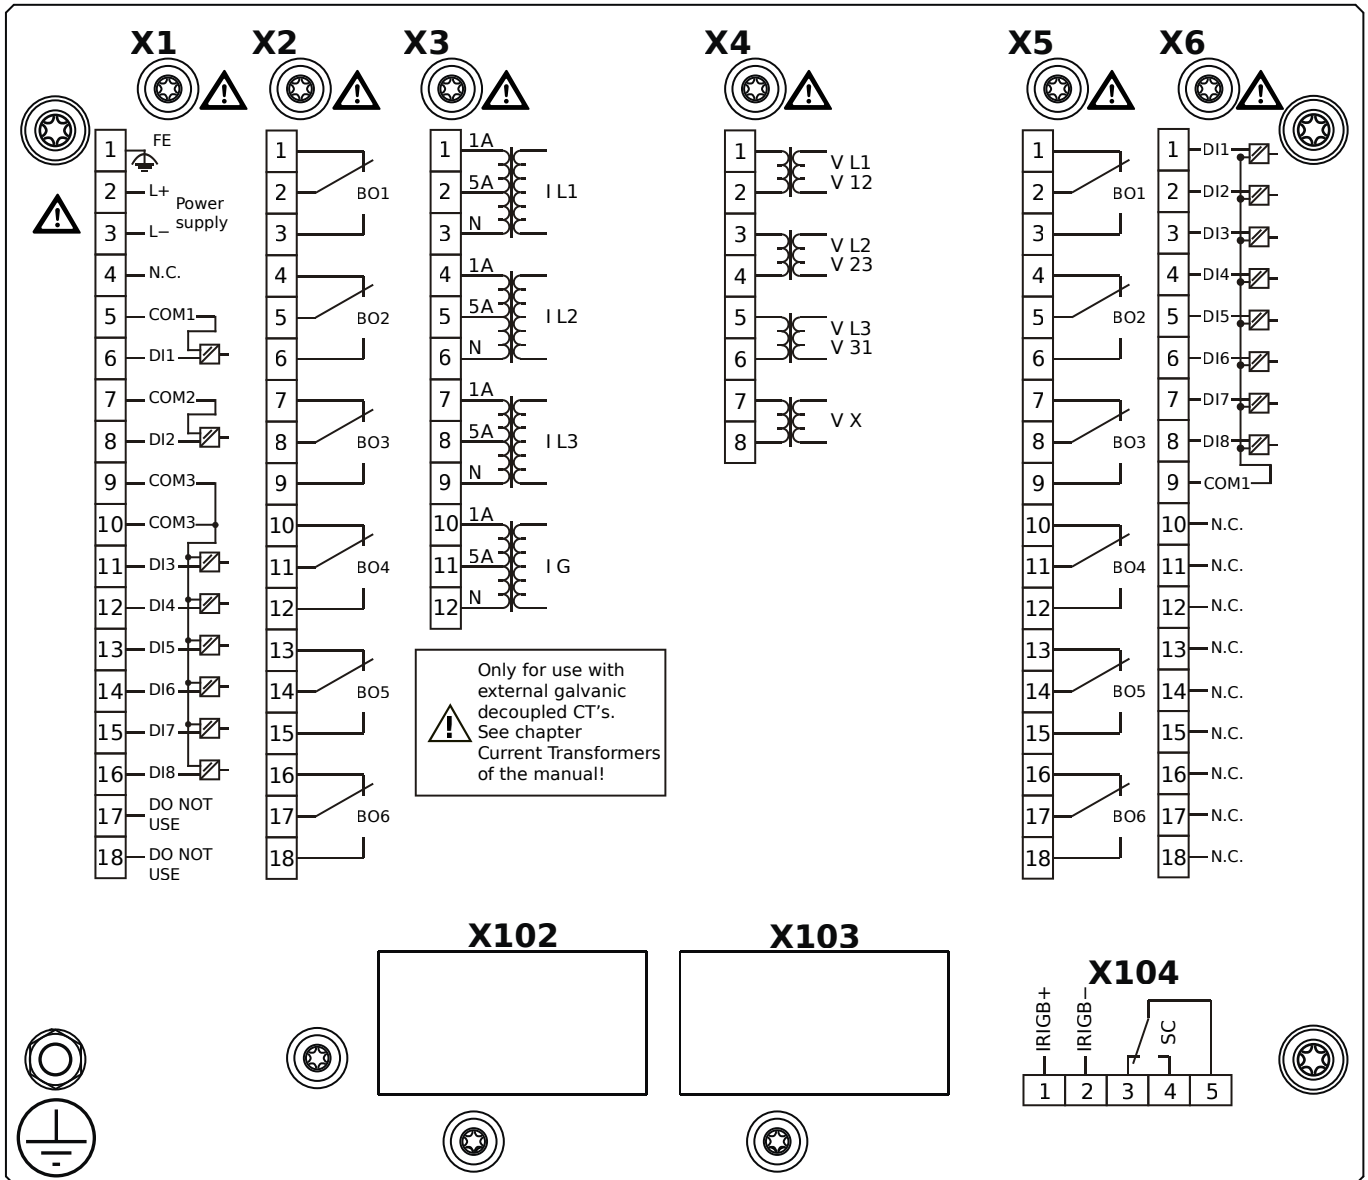 X1
X2
X3
X4
X5
X6
1 FE
2 L+
Power
supply
3 L−
4 N.C.
5 COM1
6 DI1
7 COM2
8 DI2
9 COM3
10 COM3
11 DI3
12 DI4
13 DI5
14 DI6
15 DI7
16 DI8
17 DO NOT
USE
18 DO NOT
USE
1
2 BO1
3
4
5 BO2
6
7
8 BO3
9
10
11 BO4
12
13
14 BO5
15
16
17 BO6
18
1 1A
2 5A I L1
3 N
4 1A
5 5A I L2
6 N
7 1A
8 5A I L3
9 N
10 1A
11 5A I G
12 N
Only for use with
external galvanic
decoupled CT's.
See chapter
Current Transformers
of the manual!
1 V L1
2 V 12
3 V L2
4 V 23
5 V L3
6 V 31
7 V X
8
1
2 BO1
3
4
5 BO2
6
7
8 BO3
9
10
11 BO4
12
13
14 BO5
15
16
17 BO6
18
1 DI1
2 DI2
3 DI3
4 DI4
5 DI5
6 DI6
7 DI7
8 DI8
9 COM1
10 N.C.
11 N.C.
12 N.C.
13 N.C.
14 N.C.
15 N.C.
16 N.C.
17 N.C.
18 N.C.
X102
X103
X104
IRIGB+
IRIGB−
SC
1 2 3 4 5